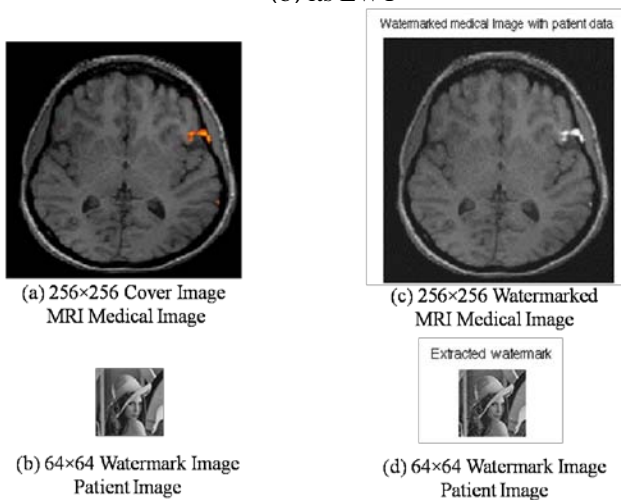 Watermarked medical Image with patient data
(a) 256×256 Cover Image
MRI Medical Image
(c) 256×256 Watermarked
MRI Medical Image
Extracted watermark
(b) 64×64 Watermark Image
Patient Image
(d) 64×64 Watermark Image
Patient Image